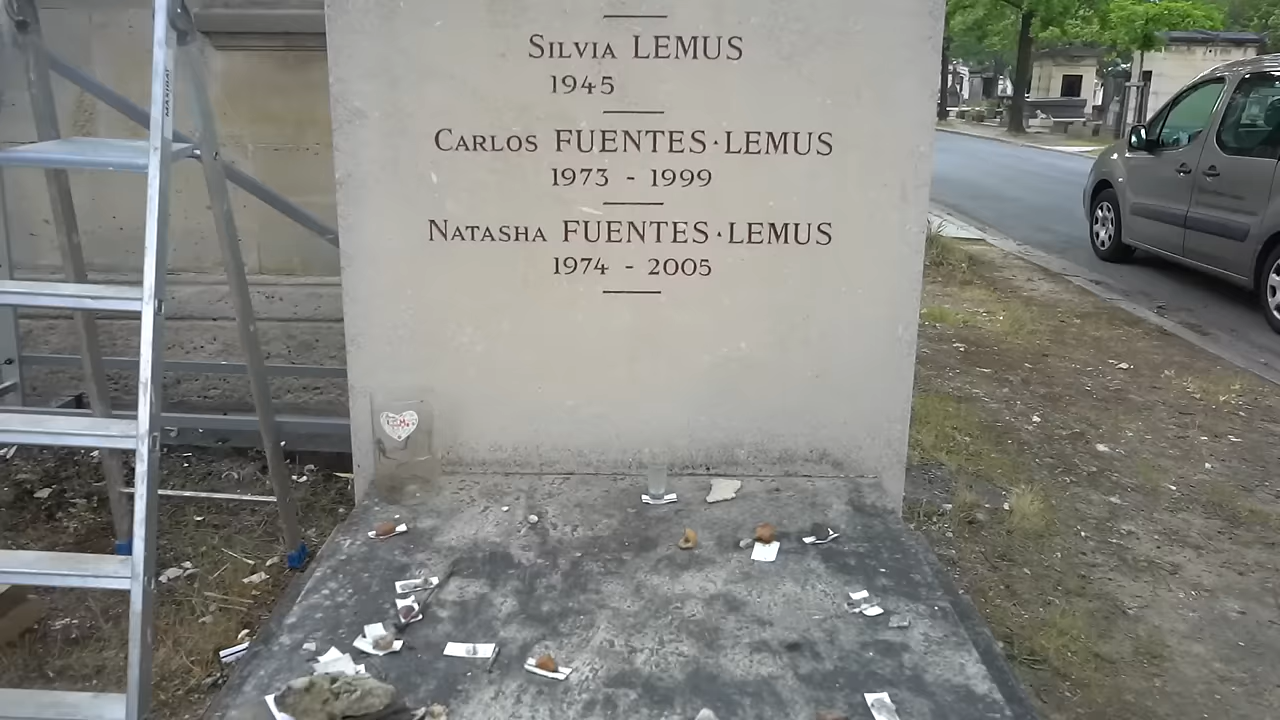 Silvia LEMUS
1945
Carlos FUENTES·LEMUS
1973 - 1999
Natasha FUENTES·LEMUS
1974 - 2005